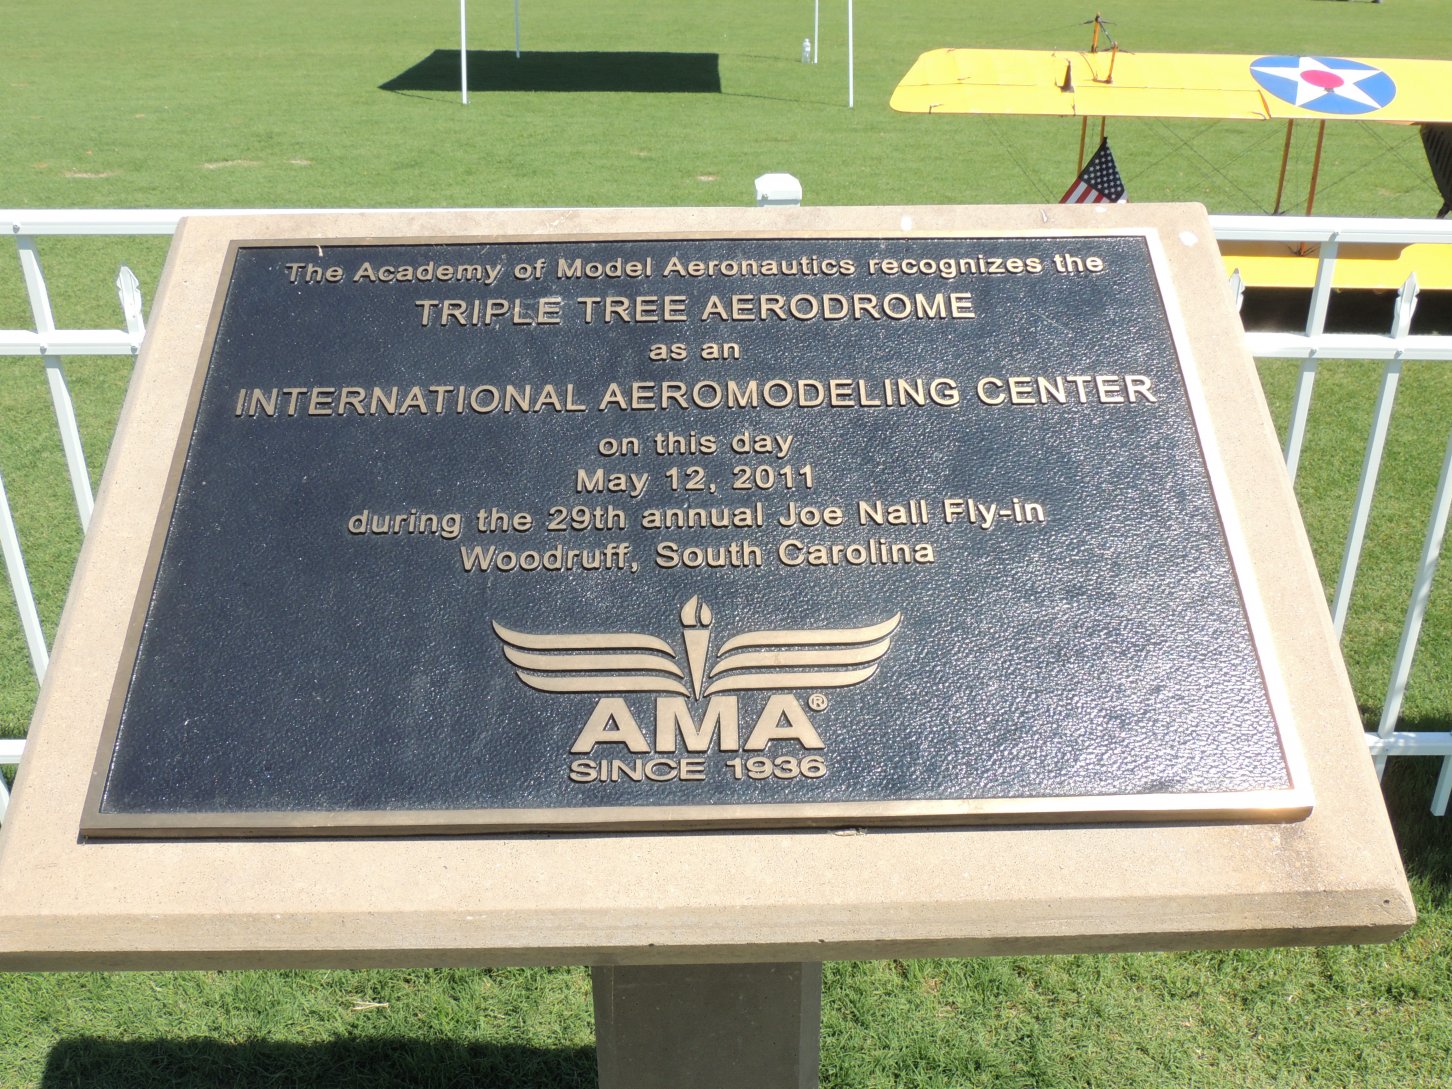 The Academy of Model Aeronautics recognizes the
TRIPLE TREE AERODROME
as an
INTERNATIONAL AEROMODELING CENTER
on this day
May 12, 2011
during the 29th annual Joe Nall Fly-in
Woodruff, South Carolina
AMA®
SINCE 1936